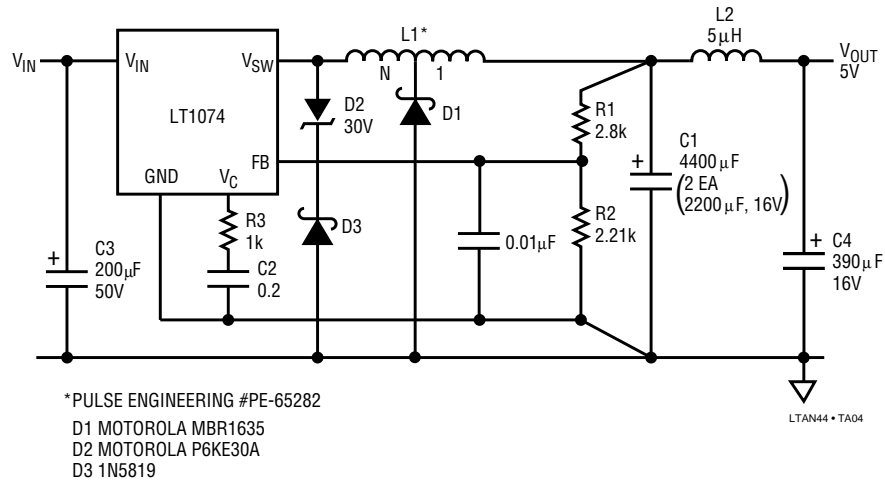 L1*
L2
5µH
V_IN
V_IN
V_SW
N
1
V_OUT
5V
LT1074
D2
30V
D1
R1
2.8k
C1
4400µF
(2 EA
2200µF, 16V)
FB
GND
V_C
R3
1k
D3
0.01µF
R2
2.21k
C3
200µF
50V
+
C2
0.2
+
+
C4
390µF
16V
*PULSE ENGINEERING #PE-65282
D1 MOTOROLA MBR1635
D2 MOTOROLA P6KE30A
D3 1N5819
LTAN44 • TA04